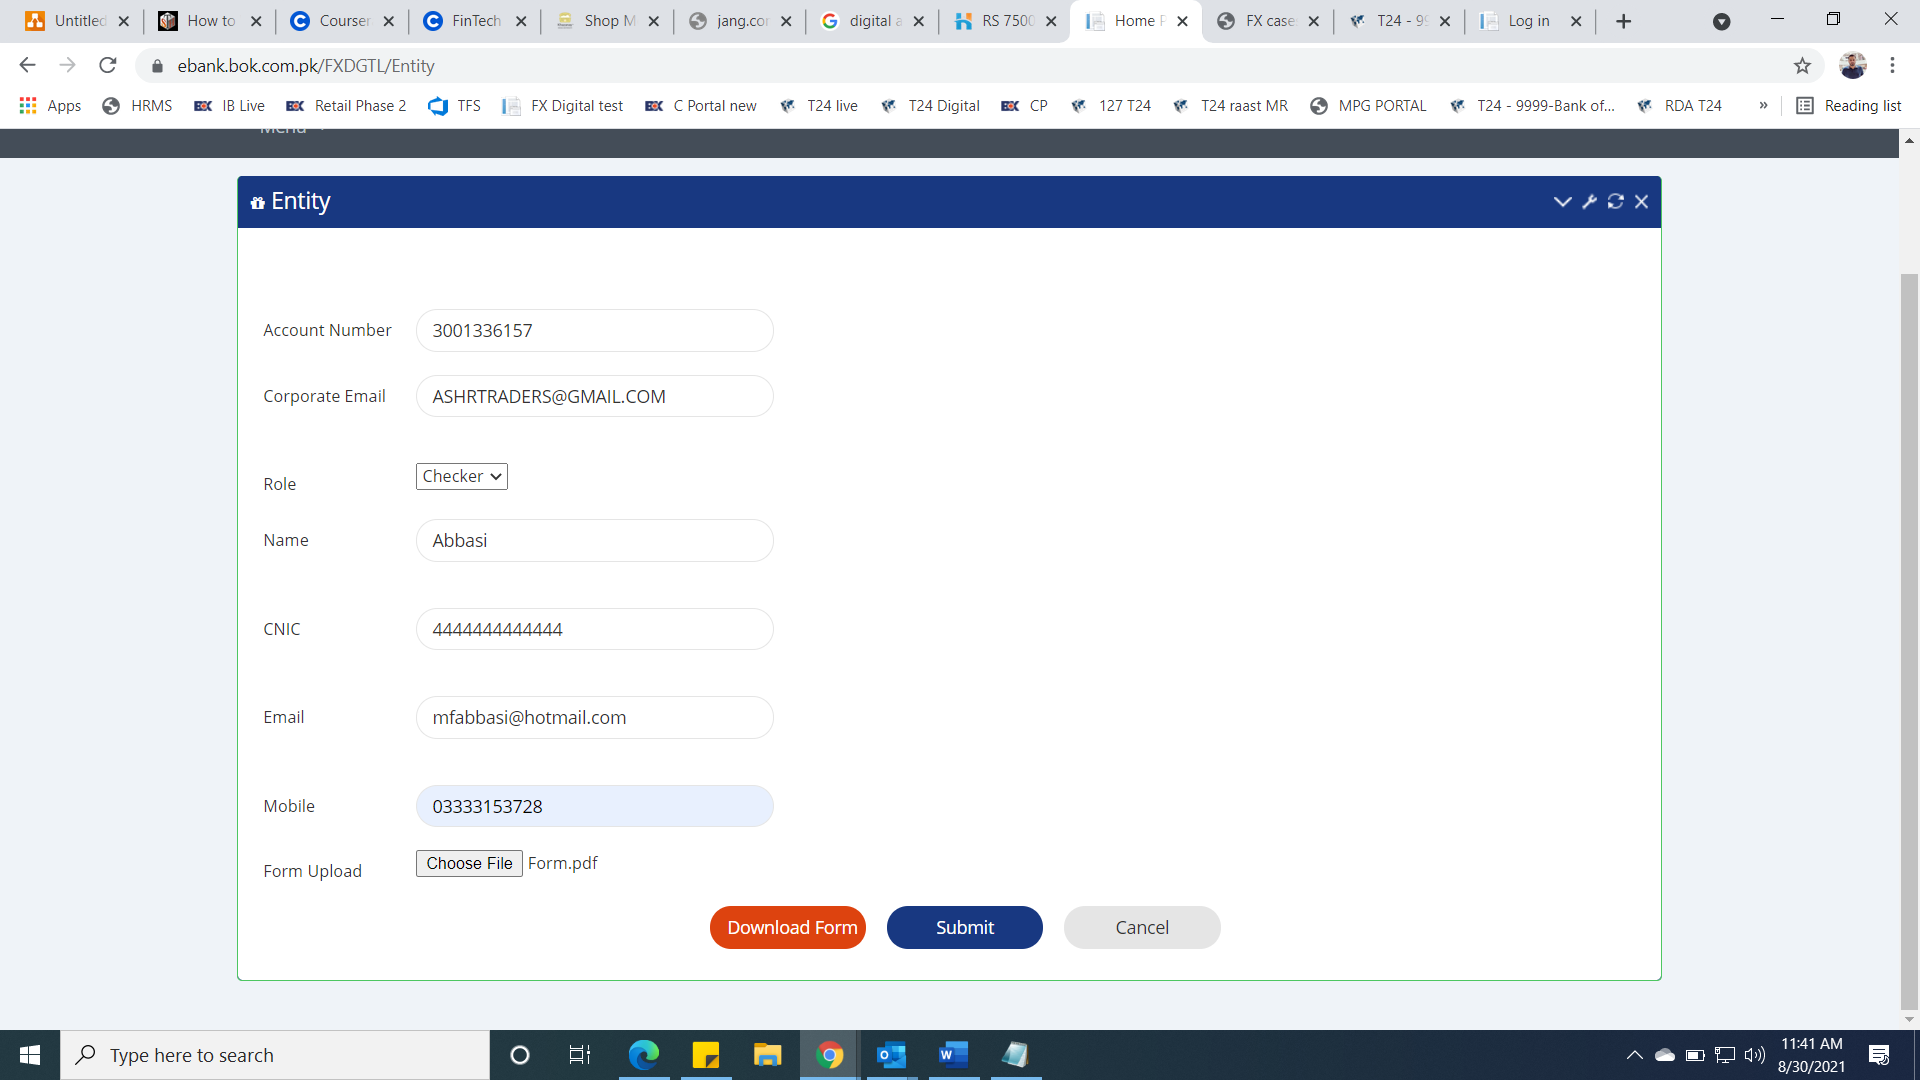 Untitled
How to
Courser
FinTech
Shop M
jang.cor
digital a
RS 7500
Home P
FX case
T24 - 99
Log in
ebank.bok.com.pk/FXDGTL/Entity
Apps HRMS IB Live Retail Phase 2 TFS FX Digital test C Portal new T24 live T24 Digital CP 127 T24 T24 raast MR MPG PORTAL T24 - 9999-Bank of... RDA T24 » Reading list
Menu
Entity
Account Number 3001336157
Corporate Email ASHRTRADERS@GMAIL.COM
Role Checker
Name Abbasi
CNIC 4444444444444
Email mfabbasi@hotmail.com
Mobile 03333153728
Form Upload Choose File Form.pdf
Download Form Submit Cancel
Type here to search
11:41 AM
8/30/2021